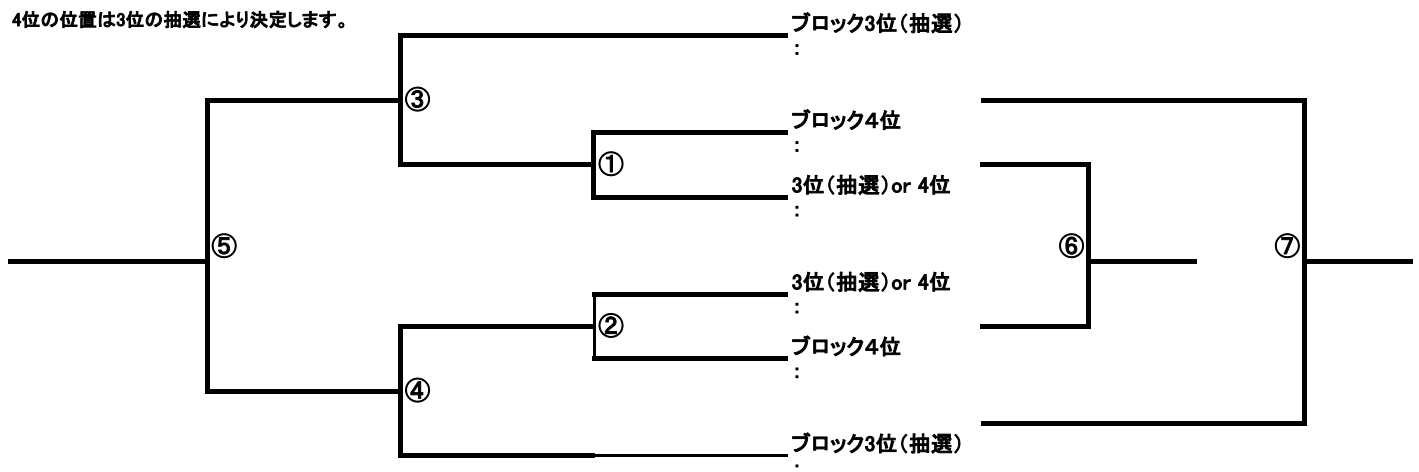 4位の位置は3位の抽選により決定します。
ブロック3位(抽選)
:
③
ブロック4位
:
①
3位(抽選)or 4位
:
⑤
⑥
⑦
3位(抽選)or 4位
:
②
ブロック4位
:
④
ブロック3位(抽選)
: